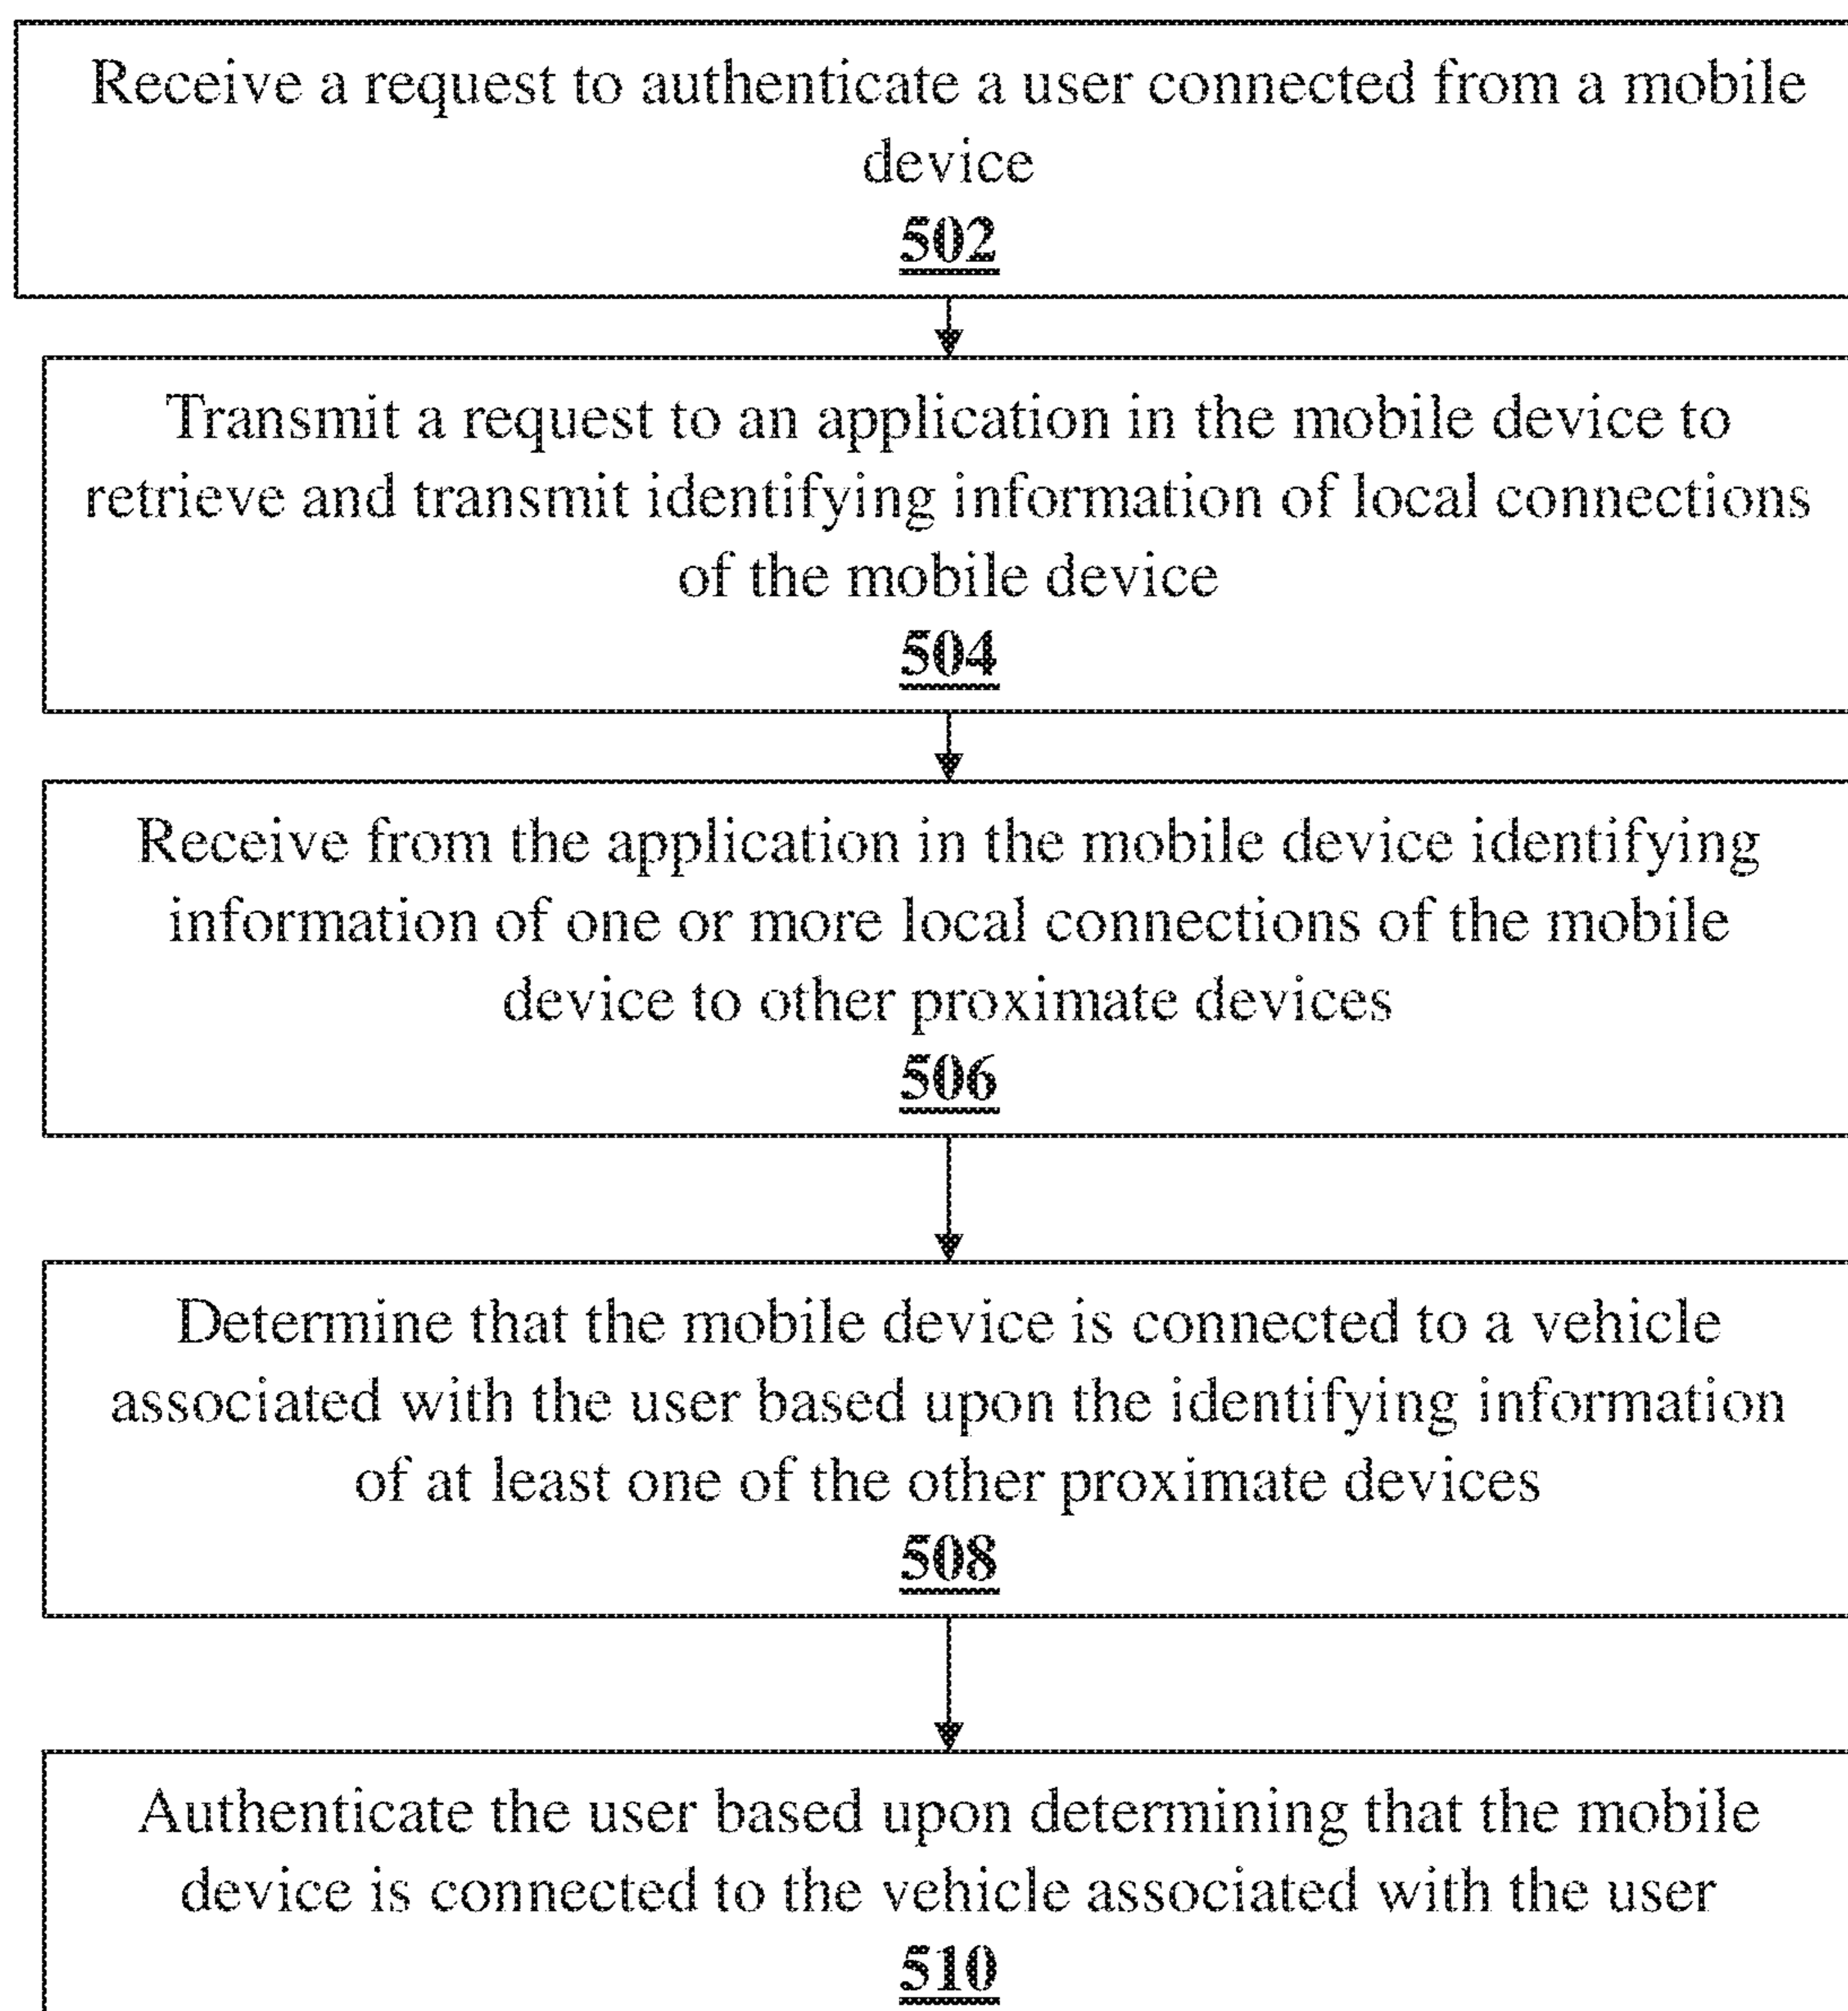 Receive a request to authenticate a user connected from a mobile
device
502
Transmit a request to an application in the mobile device to
retrieve and transmit identifying information of local connections
of the mobile device
504
Receive from the application in the mobile device identifying
information of one or more local connections of the mobile
device to other proximate devices
506
Determine that the mobile device is connected to a vehicle
associated with the user based upon the identifying information
of at least one of the other proximate devices
508
Authenticate the user based upon determining that the mobile
device is connected to the vehicle associated with the user
510